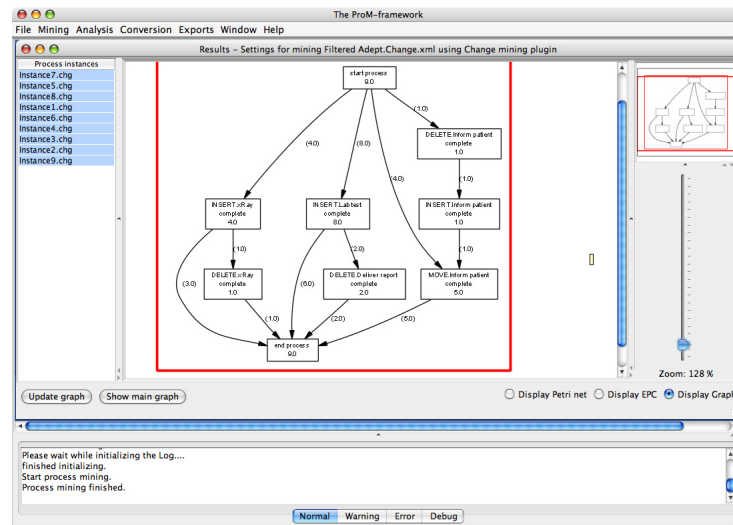 The ProM-framework
File Mining Analysis Conversion Exports Window Help
Results - Settings for mining Filtered Adept.Change.xml using Change mining plugin
Process instances
Instance7.chg
Instance5.chg
Instance8.chg
Instance1.chg
Instance6.chg
Instance4.chg
Instance3.chg
Instance2.chg
Instance9.chg
start process
9.0
(1.0)
DELETE.Inform patient
complete
1.0
(4.0)
(8.0)
(4.0)
(1.0)
INSERT.xRay
complete
4.0
INSERT.Labtest
complete
8.0
INSERT.Inform patient
complete
1.0
(1.0)
(2.0)
(1.0)
DELETE.xRay
complete
1.0
DELETE.Deliver report
complete
2.0
MOVE.Inform patient
complete
5.0
(3.0)
(6.0)
(1.0)
(2.0)
(5.0)
end process
9.0
Zoom: 128 %
Update graph
Show main graph
Display Petri net
Display EPC
Display Graph
Please wait while initializing the Log....
finished initializing.
Start process mining.
Process mining finished.
Normal Warning Error Debug